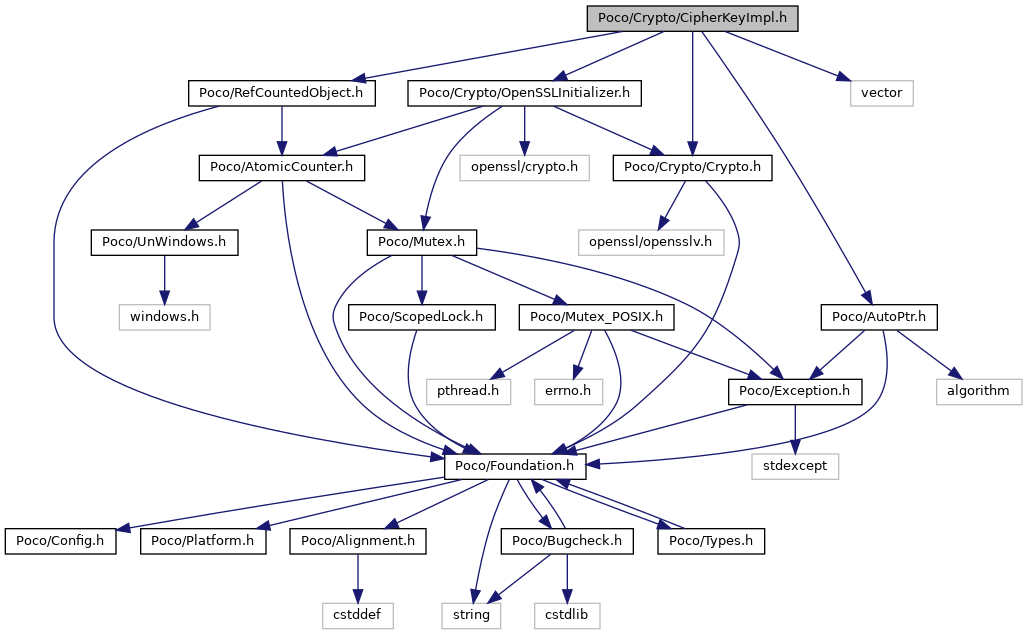 Poco/Crypto/CipherKeyImpl.h
Poco/RefCountedObject.h
Poco/Crypto/OpenSSLInitializer.h
vector
Poco/AtomicCounter.h
openssl/crypto.h
Poco/Crypto/Crypto.h
Poco/UnWindows.h
Poco/Mutex.h
openssl/opensslv.h
windows.h
Poco/ScopedLock.h
Poco/Mutex_POSIX.h
Poco/AutoPtr.h
pthread.h
errno.h
Poco/Exception.h
algorithm
Poco/Foundation.h
stdexcept
Poco/Config.h
Poco/Platform.h
Poco/Alignment.h
Poco/Bugcheck.h
Poco/Types.h
cstddef
string
cstdlib